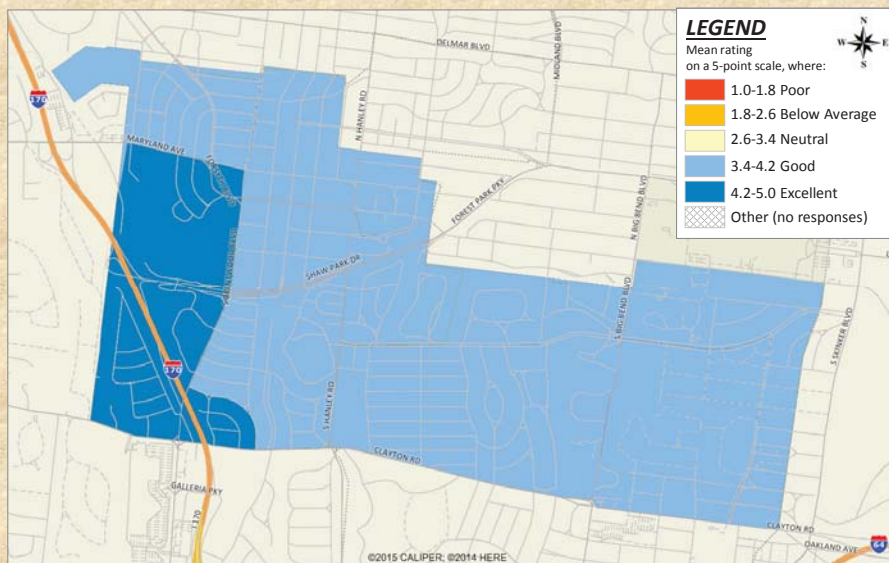 LEGEND
Mean rating
on a 5-point scale, where:
1.0-1.8 Poor
1.8-2.6 Below Average
2.6-3.4 Neutral
3.4-4.2 Good
4.2-5.0 Excellent
Other (no responses)
N
W E
S
DELMAR BLVD
MIDLAND BLVD
N HANLEY RD
170
MARYLAND AVE
FOREST PARK PKY
N BIG BEND BLVD
SHAW PARK DR
S BIG BEND BLVD
S SKINKER BLVD
170
S HANLEY RD
CLAYTON RD
GALLERIA PKY
I 170
CLAYTON RD
OAKLAND AVE
64
©2015 CALIPER; ©2014 HERE